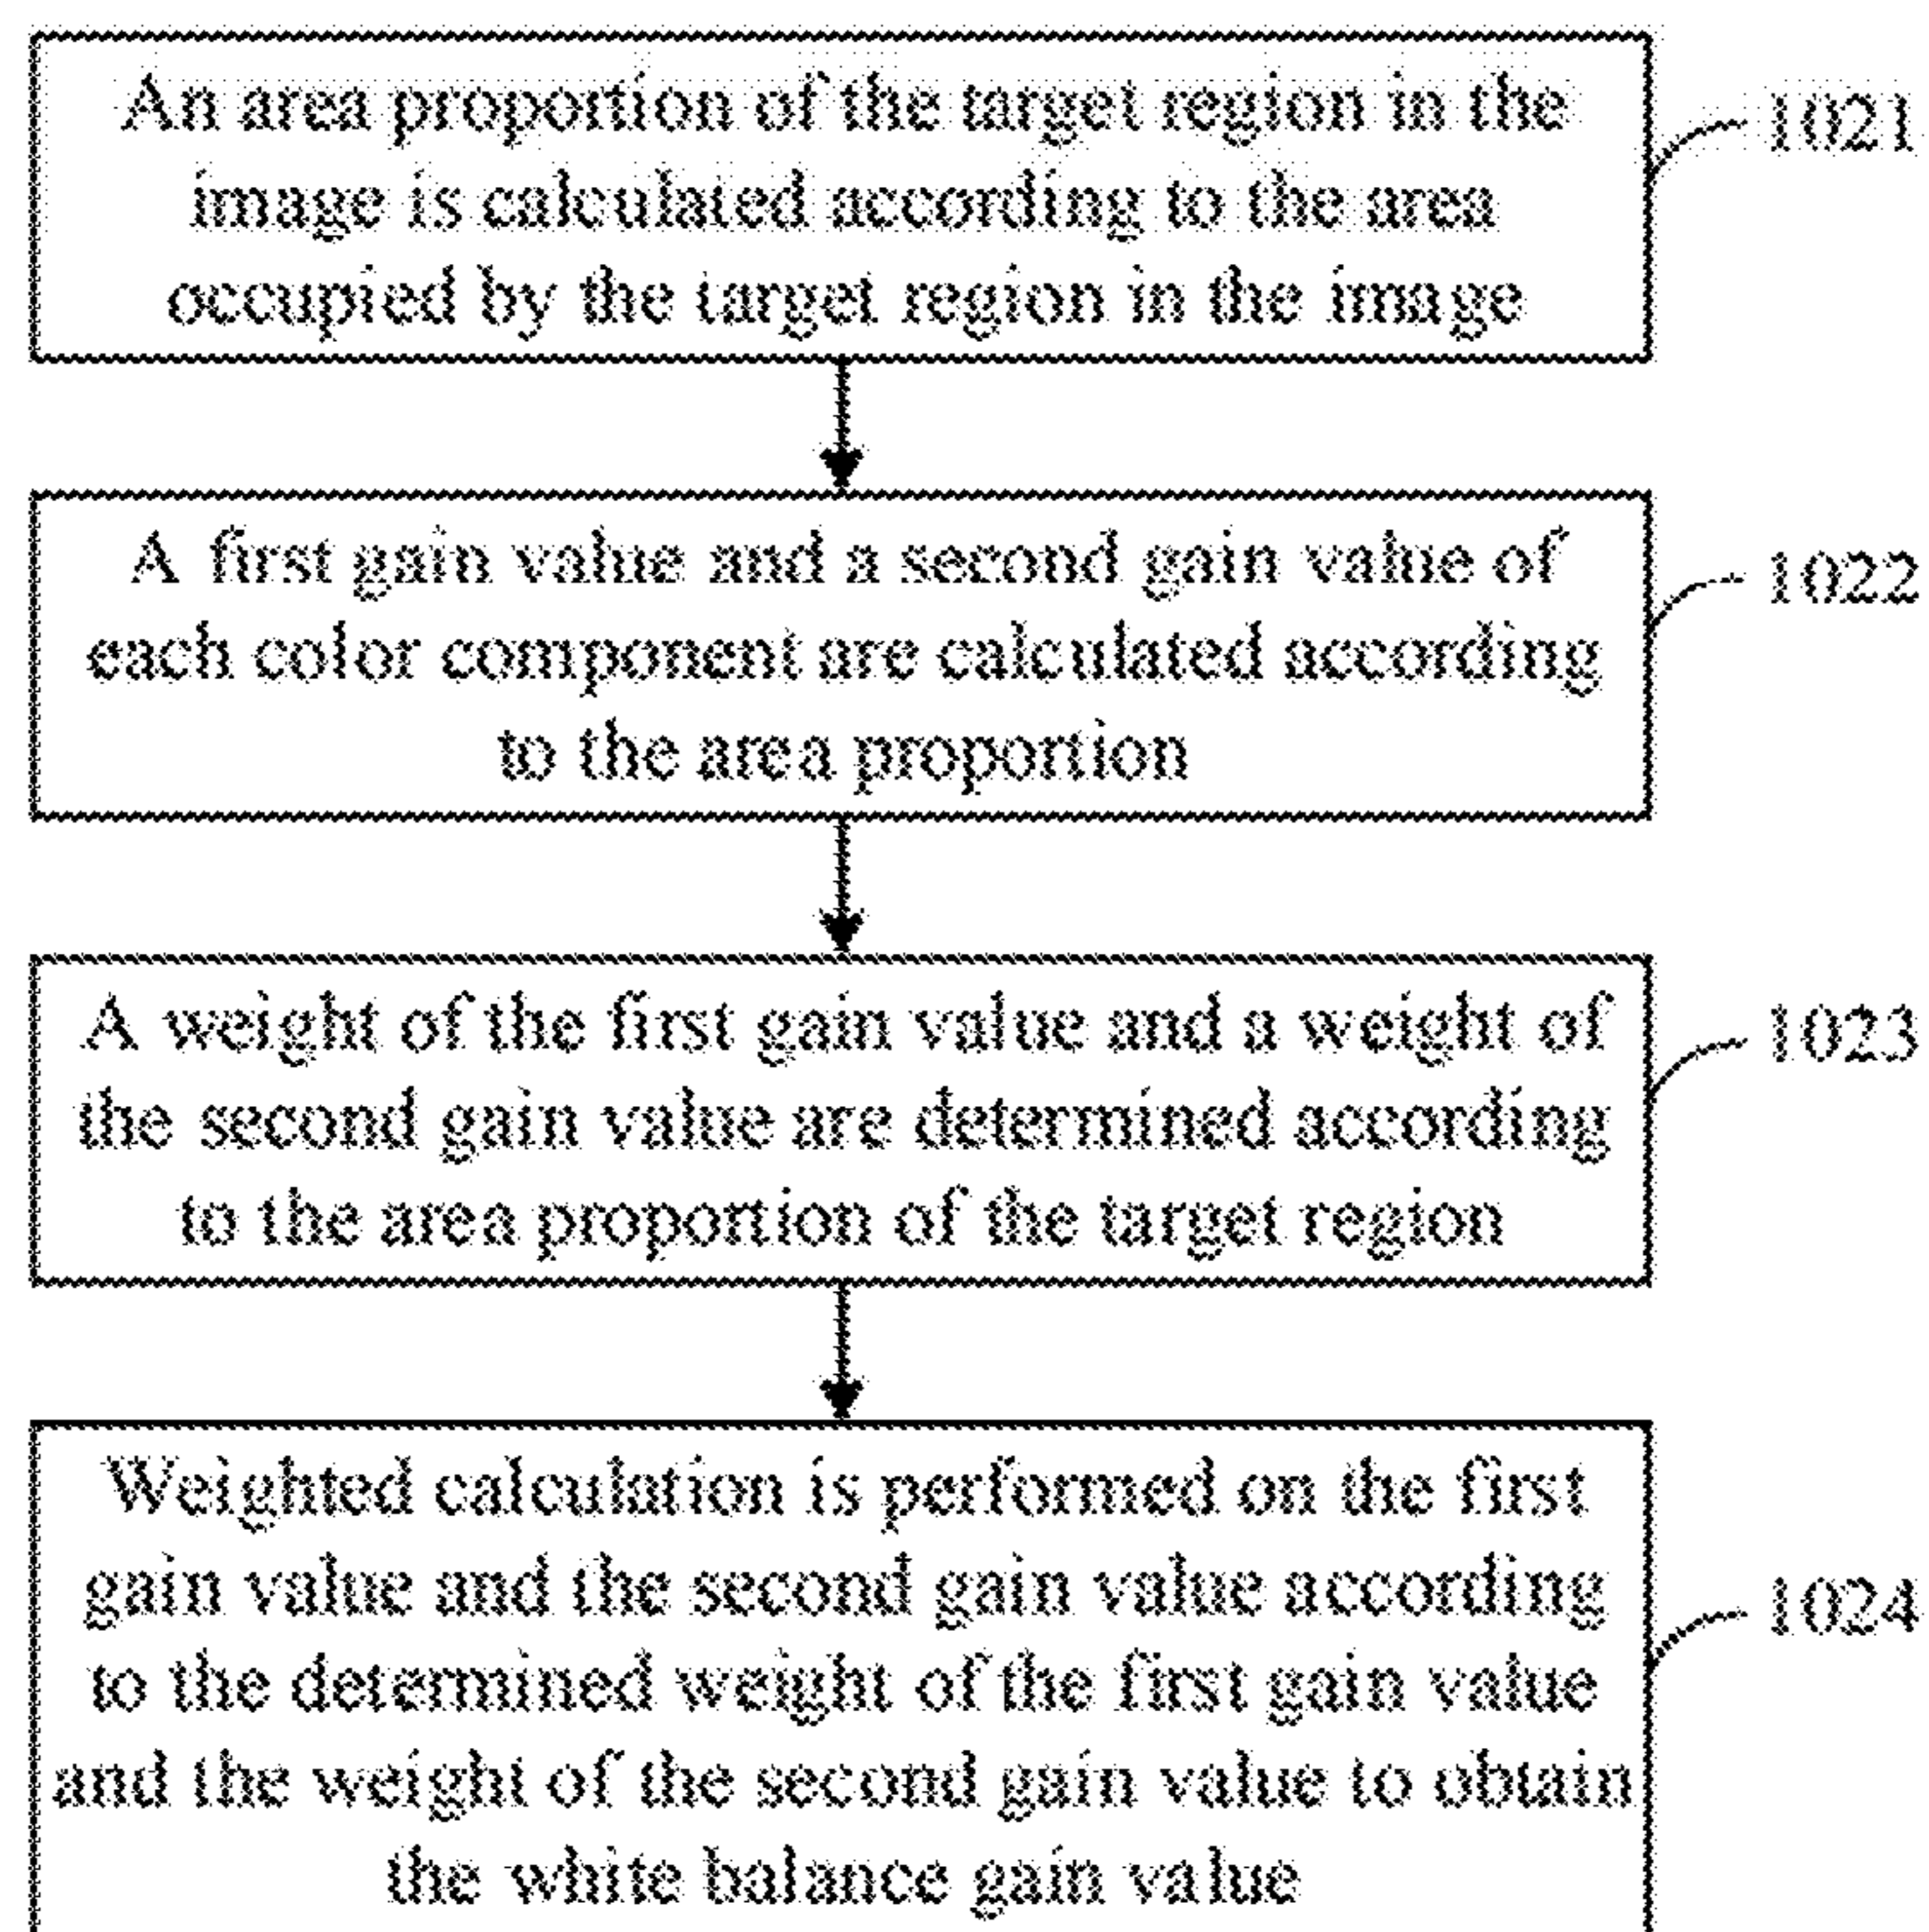 An area proportion of the target region in the
image is calculated according to the area
occupied by the target region in the image
1021
A first gain value and a second gain value of
each color component are calculated according
to the area proportion
1022
A weight of the first gain value and a weight of
the second gain value are determined according
to the area proportion of the target region
1023
Weighted calculation is performed on the first
gain value and the second gain value according
to the determined weight of the first gain value
and the weight of the second gain value to obtain
the white balance gain value
1024